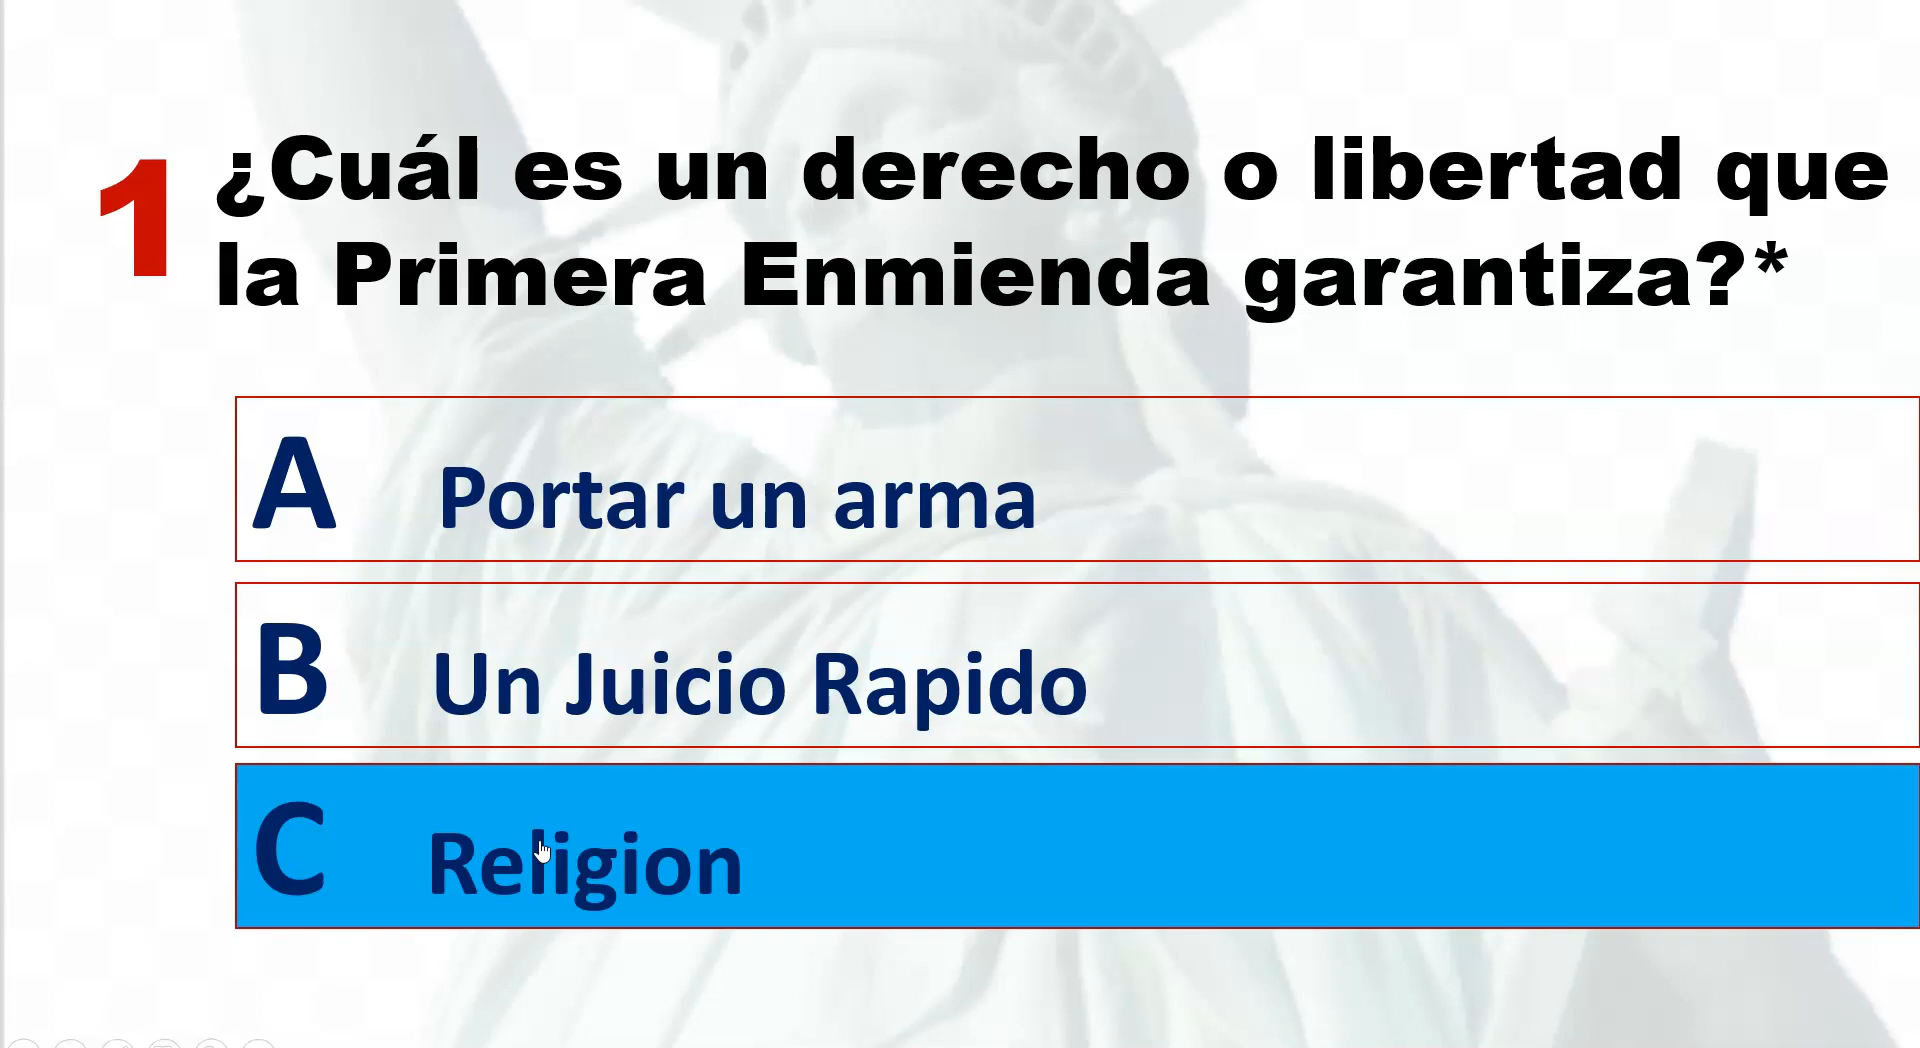 1 ¿Cuál es un derecho o libertad que
la Primera Enmienda garantiza?*
A Portar un arma
B Un Juicio Rapido
C Religion